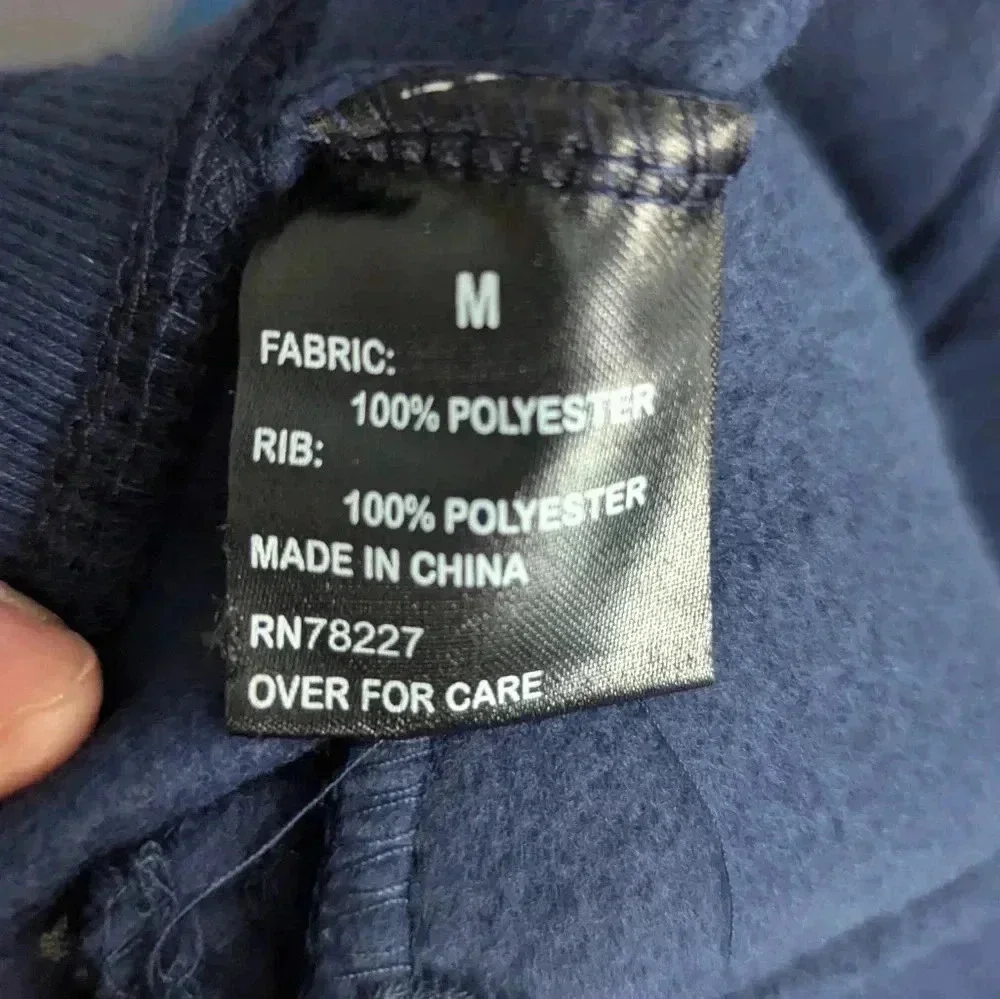 M
FABRIC:
100% POLYESTER
RIB:
100% POLYESTER
MADE IN CHINA
RN78227
OVER FOR CARE